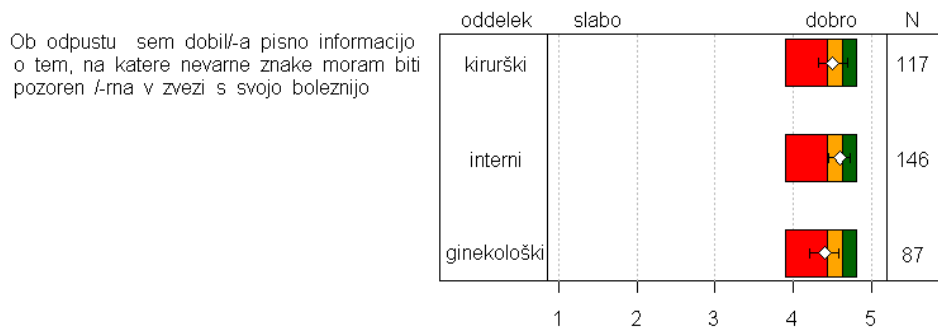 oddelek slabo dobro N
Ob odpustu sem dobil/-a pisno informacijo
o tem, na katere nevarne znake moram biti
pozoren /-rna v zvezi s svojo boleznijo
kirurški 117
interni 146
ginekološki 87
1 2 3 4 5